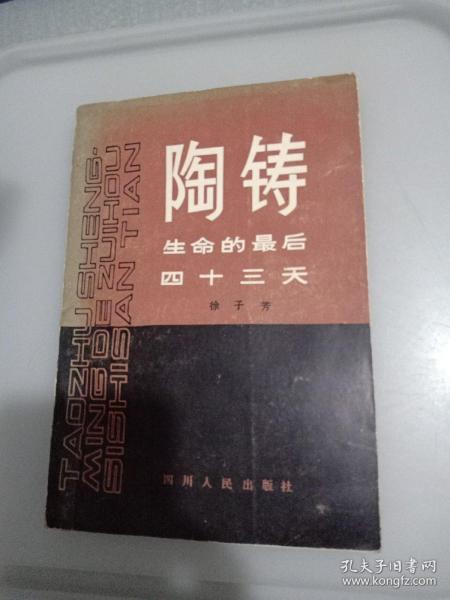 陶铸
生命的最后
四十三天
徐子芳
TAOZHU SHENG-
MING DE ZUIHOU
SISHISAN TIAN
四川人民出版社
孔夫子旧书网
www.kongfz.com